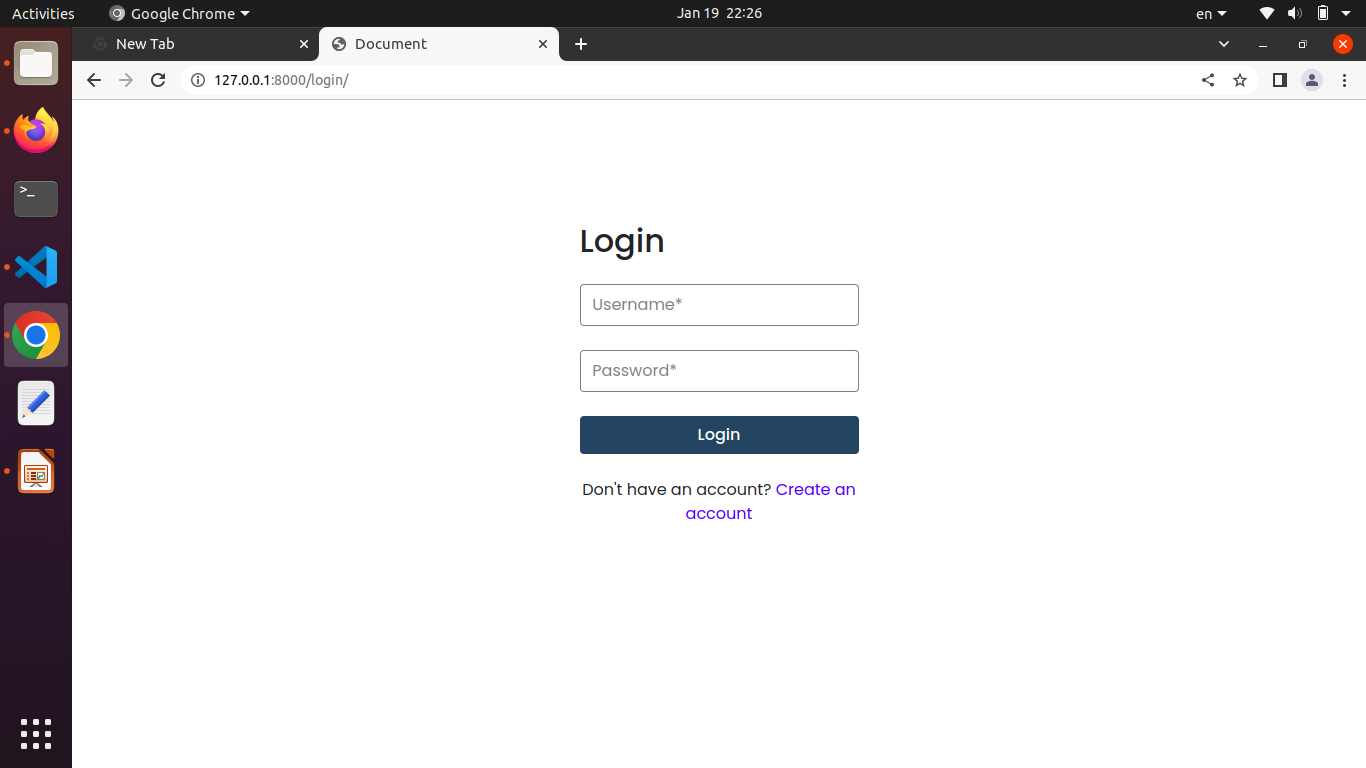 Activities
Google Chrome
Jan 19 22:26
en
New Tab
Document
127.0.0.1:8000/login/
>_
Login
Username*
Password*
Login
Don't have an account? Create an
account